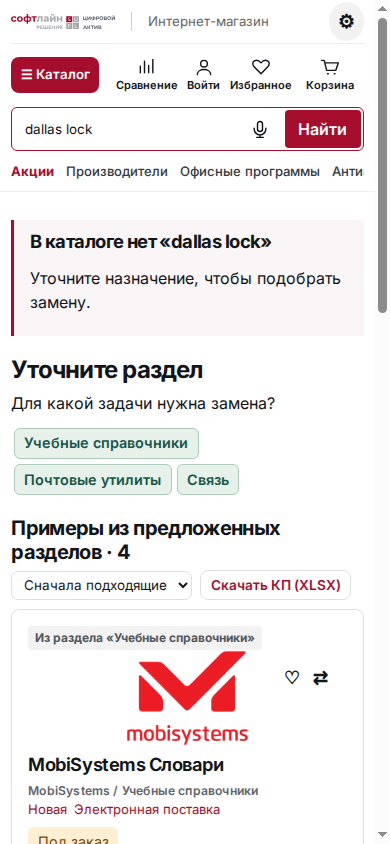 софтлайн РЕШЕНИЯ ЦИФРОВОЙ АКТИВ
Интернет-магазин
☰ Каталог
Сравнение Войти Избранное Корзина
dallas lock
Найти
Акции Производители Офисные программы Анти
В каталоге нет «dallas lock»
Уточните назначение, чтобы подобрать
замену.
Уточните раздел
Для какой задачи нужна замена?
Учебные справочники
Почтовые утилиты Связь
Примеры из предложенных
разделов · 4
Сначала подходящие
Скачать КП (XLSX)
Из раздела «Учебные справочники»
mobisystems
MobiSystems Словари
MobiSystems / Учебные справочники
Новая Электронная поставка
Под заказ